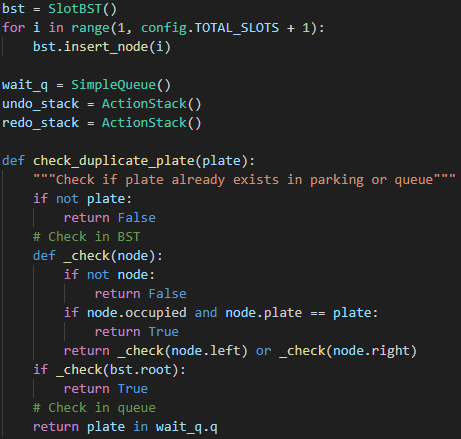 bst = SlotBST()
for i in range(1, config.TOTAL_SLOTS + 1):
    bst.insert_node(i)

wait_q = SimpleQueue()
undo_stack = ActionStack()
redo_stack = ActionStack()

def check_duplicate_plate(plate):
    """Check if plate already exists in parking or queue"""
    if not plate:
        return False
    # Check in BST
    def _check(node):
        if not node:
            return False
        if node.occupied and node.plate == plate:
            return True
        return _check(node.left) or _check(node.right)
    if _check(bst.root):
        return True
    # Check in queue
    return plate in wait_q.q